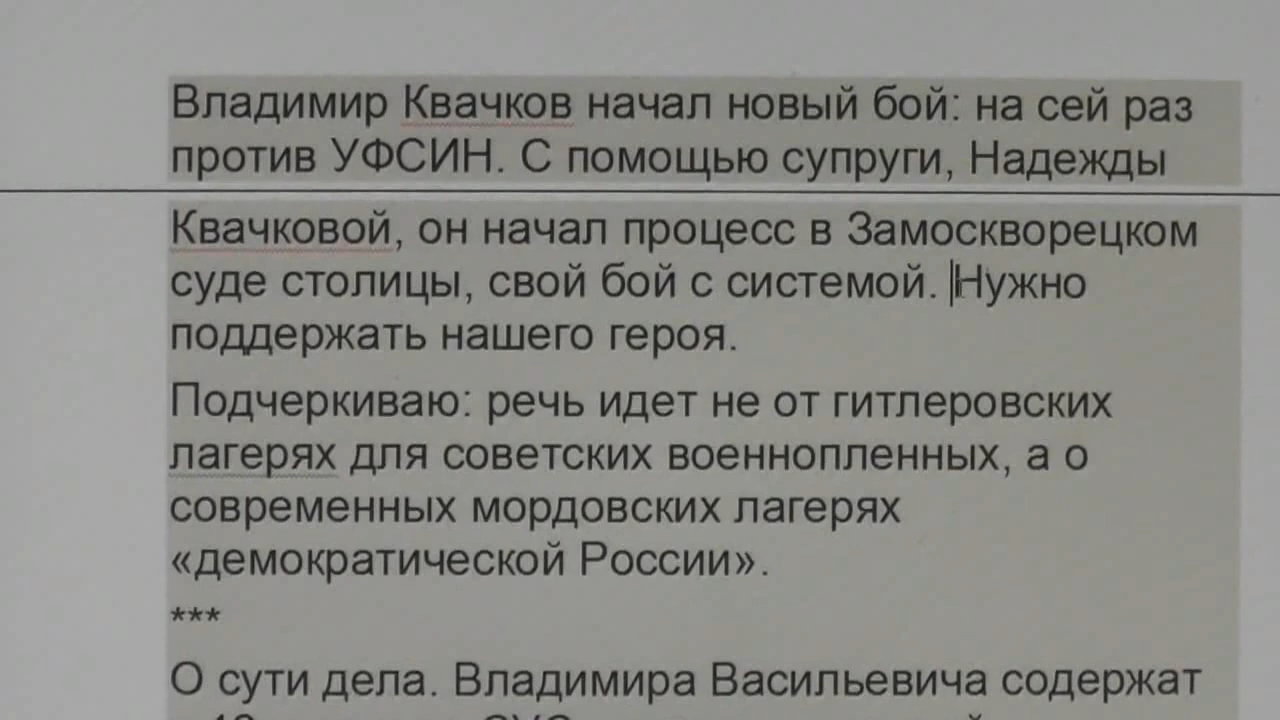 Владимир Квачков начал новый бой: на сей раз
против УФСИН. С помощью супруги, Надежды
Квачковой, он начал процесс в Замоскворецком
суде столицы, свой бой с системой. Нужно
поддержать нашего героя.
Подчеркиваю: речь идет не от гитлеровских
лагерях для советских военнопленных, а о
современных мордовских лагерях
«демократической России».
***
О сути дела. Владимира Васильевича содержат